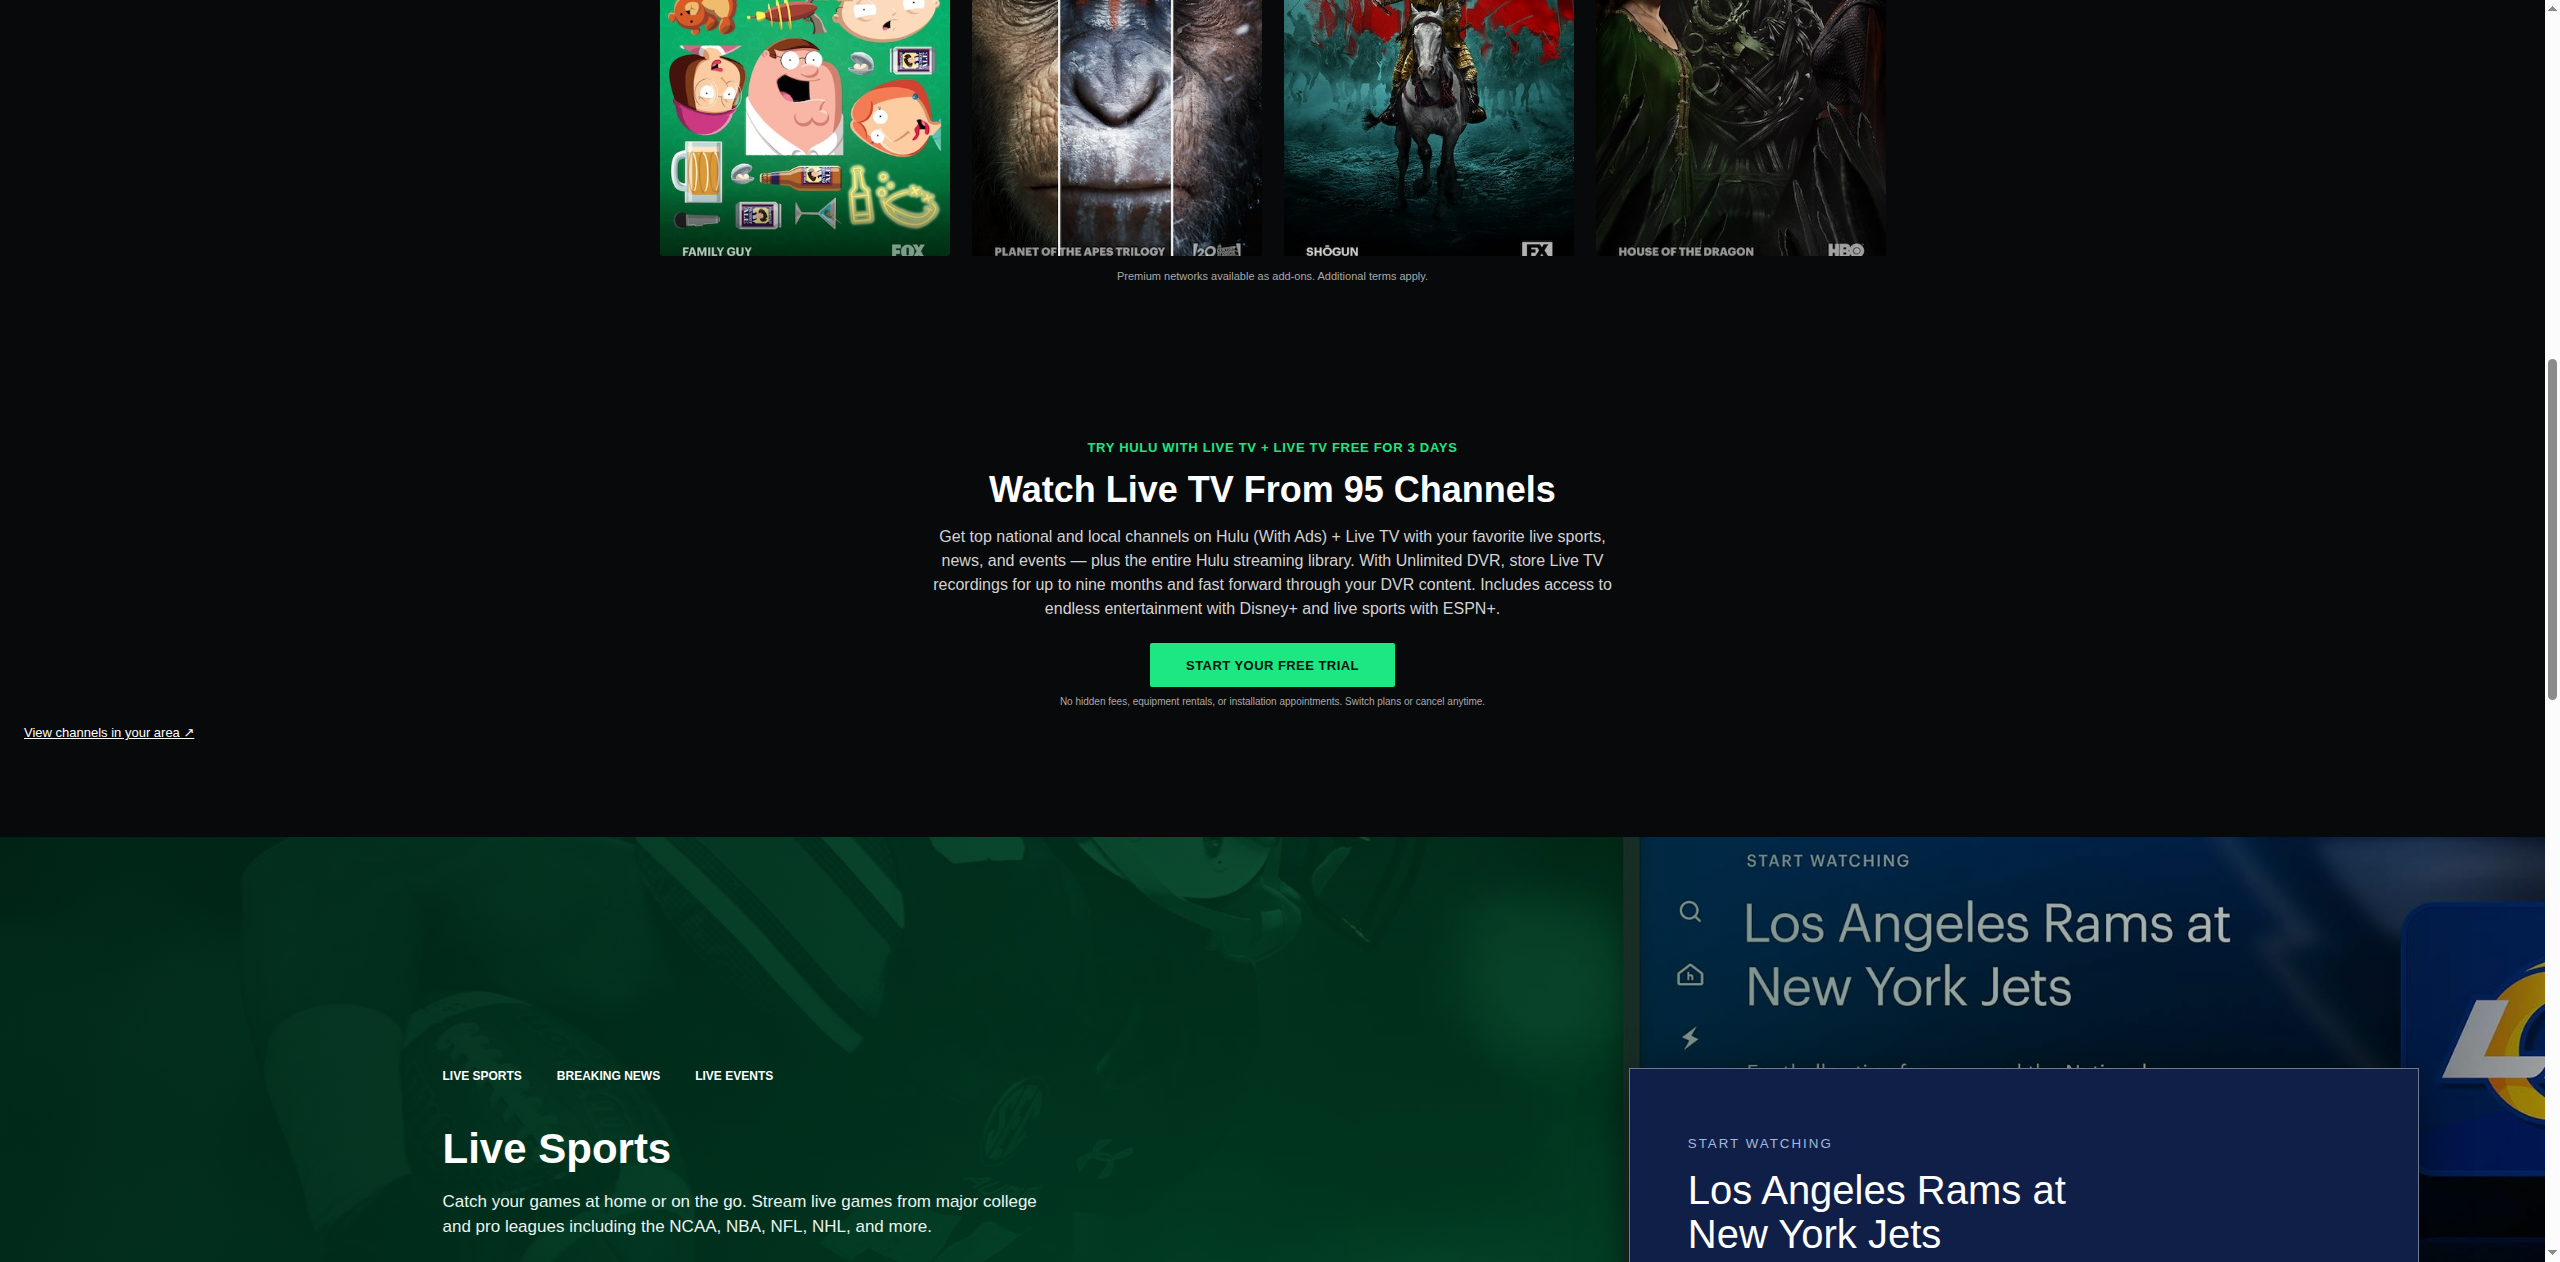 FAMILY GUY
FOX
PLANET OF THE APES TRILOGY
20
SHŌGUN
FX
HOUSE OF THE DRAGON
HBO
Premium networks available as add-ons. Additional terms apply.
TRY HULU WITH LIVE TV + LIVE TV FREE FOR 3 DAYS
Watch Live TV From 95 Channels
Get top national and local channels on Hulu (With Ads) + Live TV with your favorite live sports,
news, and events — plus the entire Hulu streaming library. With Unlimited DVR, store Live TV
recordings for up to nine months and fast forward through your DVR content. Includes access to
endless entertainment with Disney+ and live sports with ESPN+.
START YOUR FREE TRIAL
No hidden fees, equipment rentals, or installation appointments. Switch plans or cancel anytime.
View channels in your area ↗
START WATCHING
Los Angeles Rams at
New York Jets
LIVE SPORTS BREAKING NEWS LIVE EVENTS
Live Sports
Catch your games at home or on the go. Stream live games from major college
and pro leagues including the NCAA, NBA, NFL, NHL, and more.
START WATCHING
Los Angeles Rams at
New York Jets